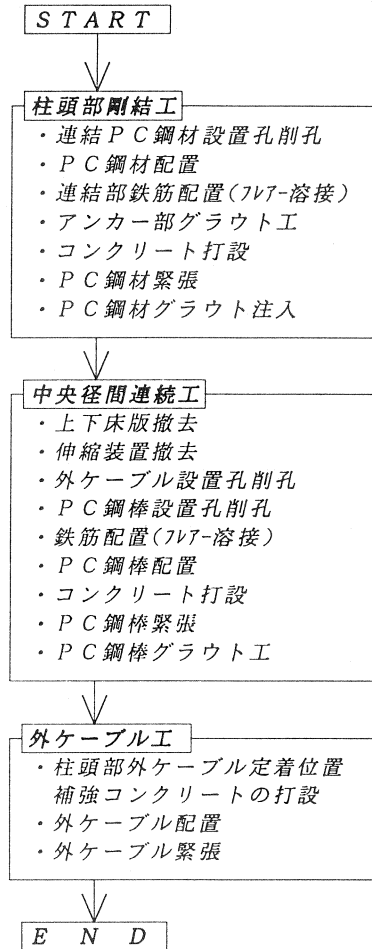 START
柱頭部剛結工
・連結PC鋼材設置孔削孔
・PC鋼材配置
・連結部鉄筋配置(フレアー溶接)
・アンカー部グラウト工
・コンクリート打設
・PC鋼材緊張
・PC鋼材グラウト注入
中央径間連続工
・上下床版撤去
・伸縮装置撤去
・外ケーブル設置孔削孔
・PC鋼棒設置孔削孔
・鉄筋配置(フレアー溶接)
・PC鋼棒配置
・コンクリート打設
・PC鋼棒緊張
・PC鋼棒グラウト工
外ケーブル工
・柱頭部外ケーブル定着位置
補強コンクリートの打設
・外ケーブル配置
・外ケーブル緊張
END